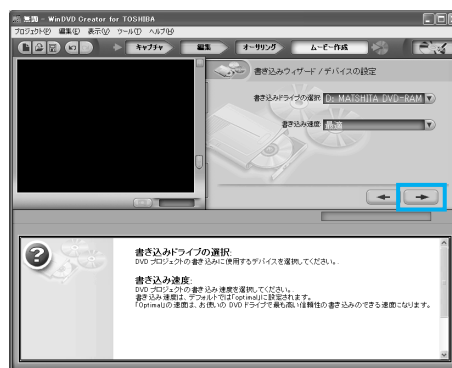 無題 - WinDVD Creator for TOSHIBA
プロジェクト(P) 編集(E) 表示(V) ツール(T) ヘルプ(H)
キャプチャ 編集 オーサリング ムービー作成
書き込みウィザード / デバイスの設定
書き込みドライブの選択: D: MATSHITA DVD-RAM
書き込み速度: 最適
書き込みドライブの選択:
DVD プロジェクトの書き込みに使用するデバイスを選択してください。
書き込み速度:
DVD プロジェクトの書き込み速度を選択してください。
書き込み速度は、デフォルトでは「optimal」に設定されます。
「Optimal」の速度は、お使いの DVD ドライブで最も高い信頼性の書き込みのできる速度になります。